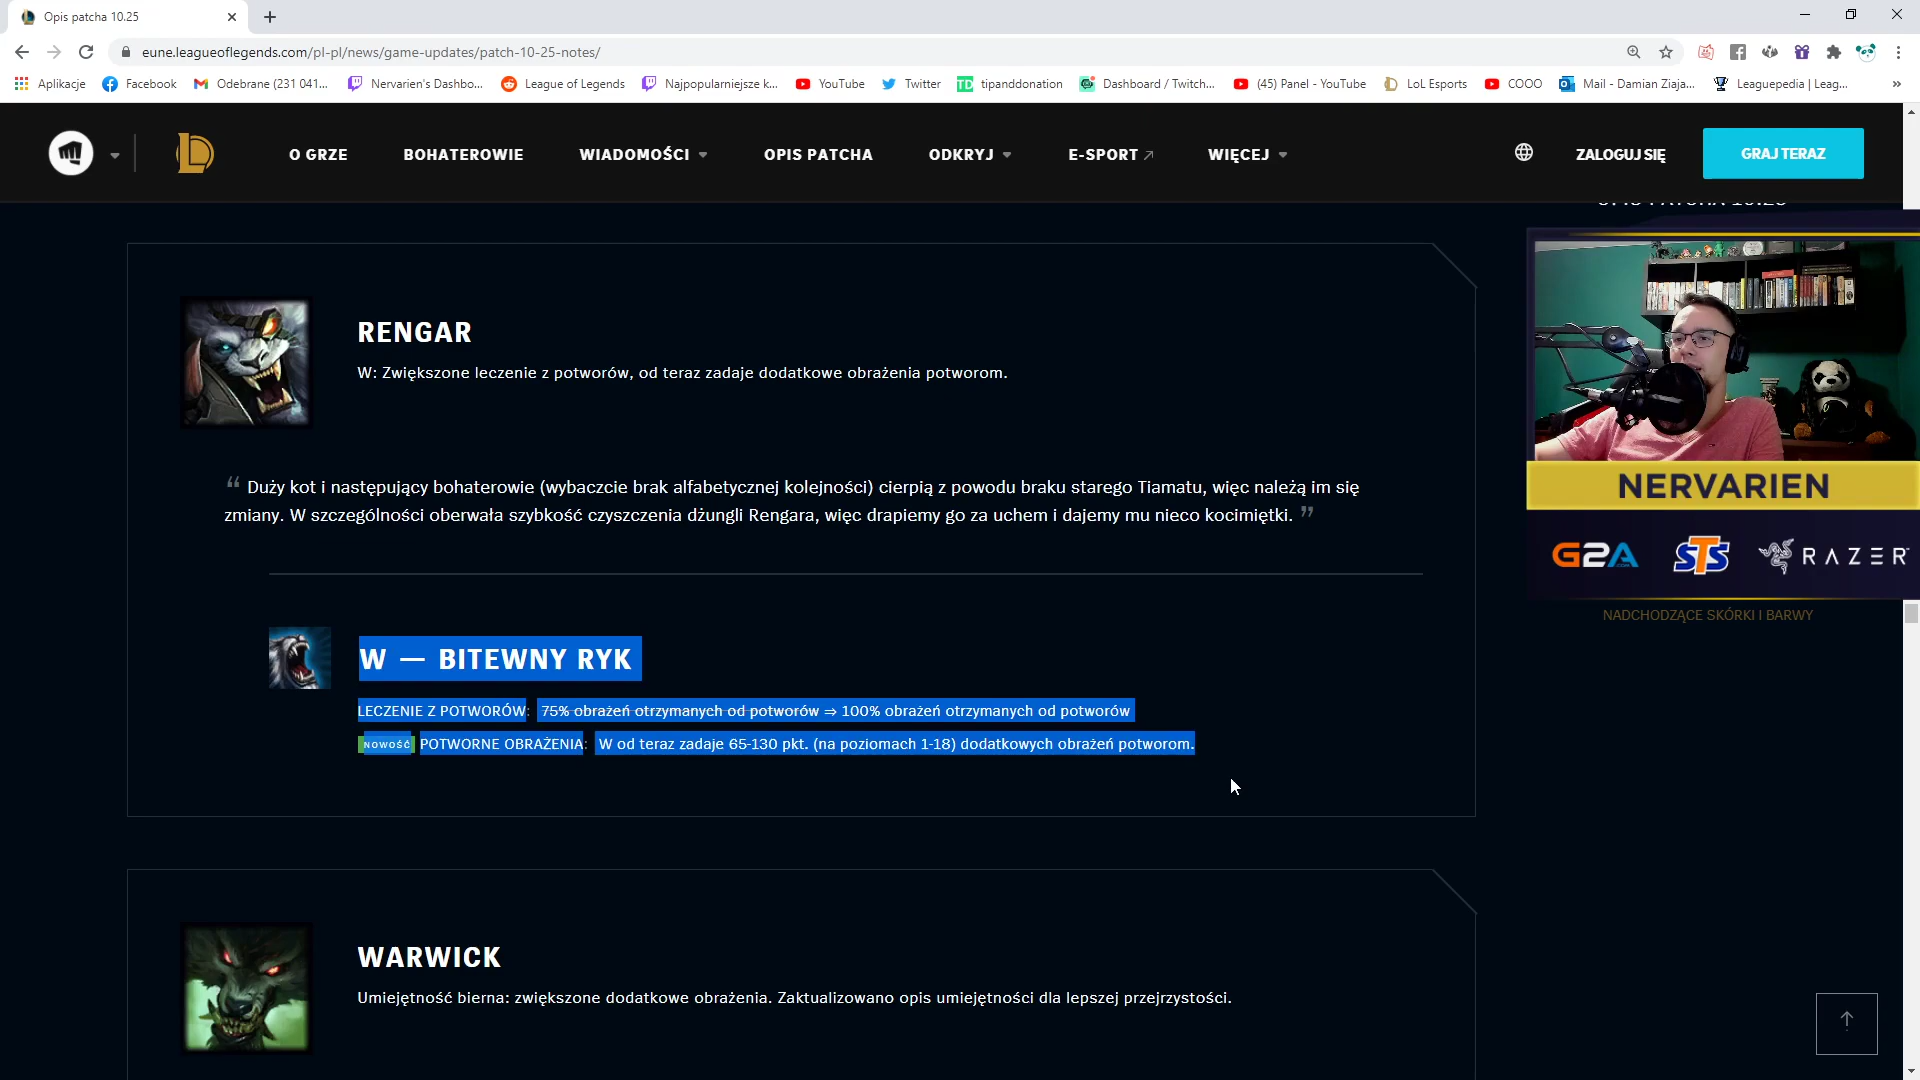 Opis patcha 10.25
eune.leagueoflegends.com/pl-pl/news/game-updates/patch-10-25-notes/
Aplikacje Facebook Odebrane (231 041... Nervarien's Dashbo... League of Legends Najpopularniejsze k... YouTube Twitter tipanddonation Dashboard / Twitch... (45) Panel - YouTube LoL Esports COOO Mail - Damian Ziaja... Leaguepedia | Leag... »
O GRZE BOHATEROWIE WIADOMOŚCI OPIS PATCHA ODKRYJ E-SPORT WIĘCEJ ZALOGUJ SIĘ GRAJ TERAZ
OPIS PATCHA 10.25
RENGAR
W: Zwiększone leczenie z potworów, od teraz zadaje dodatkowe obrażenia potworom.
“ Duży kot i następujący bohaterowie (wybaczcie brak alfabetycznej kolejności) cierpią z powodu braku starego Tiamatu, więc należą im się
zmiany. W szczególności oberwała szybkość czyszczenia dżungli Rengara, więc drapiemy go za uchem i dajemy mu nieco kocimiętki. ”
NERVARIEN
G2A.COM STS RAZER
NADCHODZĄCE SKÓRKI I BARWY
W — BITEWNY RYK
LECZENIE Z POTWORÓW: 75% obrażeń otrzymanych od potworów ⇒ 100% obrażeń otrzymanych od potworów
NOWOŚĆ POTWORNE OBRAŻENIA: W od teraz zadaje 65-130 pkt. (na poziomach 1-18) dodatkowych obrażeń potworom.
WARWICK
Umiejętność bierna: zwiększone dodatkowe obrażenia. Zaktualizowano opis umiejętności dla lepszej przejrzystości.